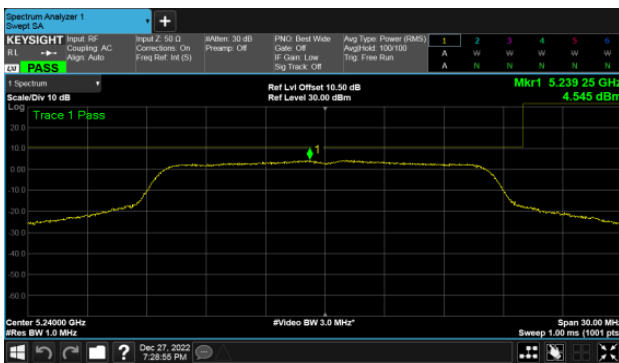 Spectrum Analyzer 1
Swept SA
KEYSIGHT
RL
LXI PASS
Input: RF
Coupling: AC
Align: Auto
Input Z: 50 Ω
Corrections: On
Freq Ref: Int (S)
#Atten: 30 dB
Preamp: Off
PNO: Best Wide
Gate: Off
IF Gain: Low
Sig Track: Off
Avg Type: Power (RMS)
Avg|Hold: 100/100
Trig: Free Run
1 2 3 4 5 6
A W W W W W
A N N N N N
1 Spectrum
Scale/Div 10 dB
Ref Lvl Offset 10.50 dB
Ref Level 30.00 dBm
Mkr1 5.239 25 GHz
4.545 dBm
Log
Trace 1 Pass
20.0
10.0
0.00
-10.0
-20.0
-30.0
-40.0
-50.0
-60.0
1
Center 5.24000 GHz
#Res BW 1.0 MHz
#Video BW 3.0 MHz*
Span 30.00 MHz
Sweep 1.00 ms (1001 pts)
?
Dec 27, 2022
7:28:55 PM